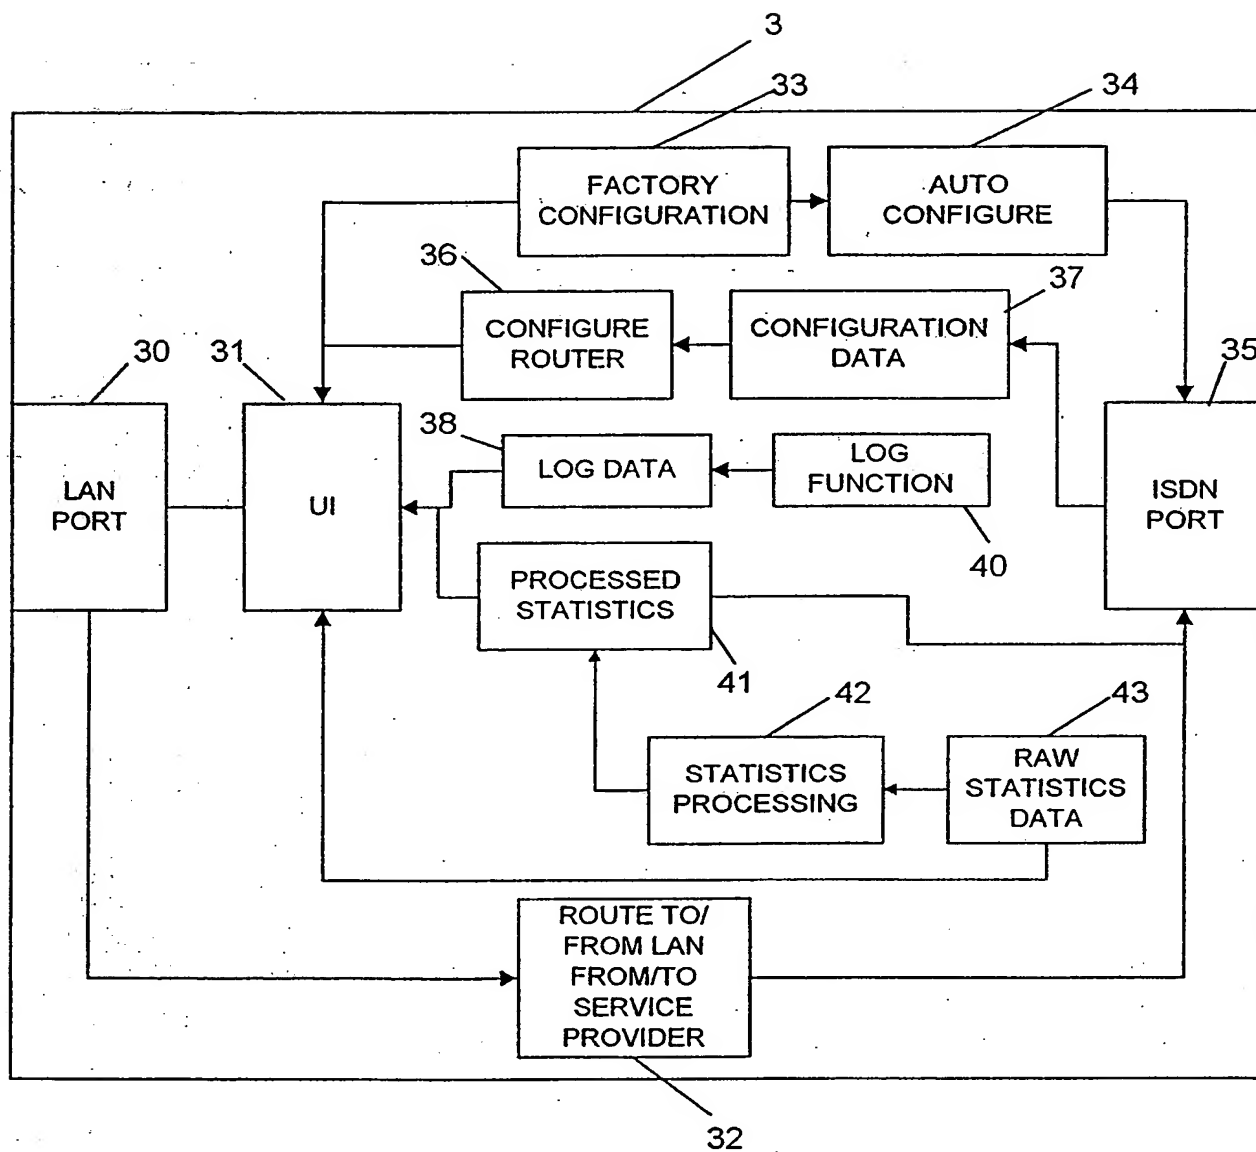 3
33
34
FACTORY
CONFIGURATION
AUTO
CONFIGURE
36
37
CONFIGURE
ROUTER
CONFIGURATION
DATA
30
31
35
38
LAN
PORT
UI
LOG DATA
LOG
FUNCTION
ISDN
PORT
40
PROCESSED
STATISTICS
41
42
43
STATISTICS
PROCESSING
RAW
STATISTICS
DATA
ROUTE TO/
FROM LAN
FROM/TO
SERVICE
PROVIDER
32